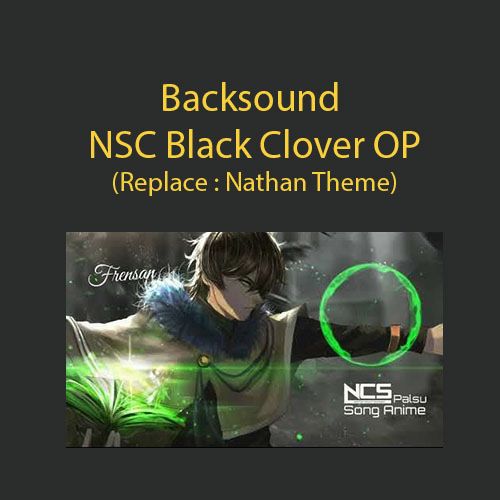 Backsound
NSC Black Clover OP
(Replace : Nathan Theme)
Frensan
NCS Palsu
Song Anime